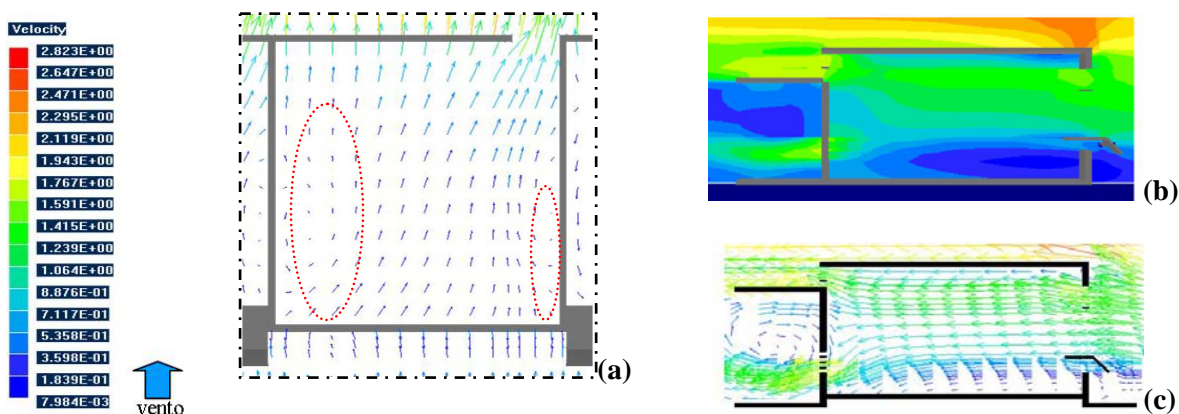 Velocity
2.823E+00
2.647E+00
2.471E+00
2.295E+00
2.119E+00
1.943E+00
1.767E+00
1.591E+00
1.415E+00
1.239E+00
1.064E+00
8.876E-01
7.117E-01
5.358E-01
3.598E-01
1.839E-01
7.984E-03
vento
(a)
(b)
(c)